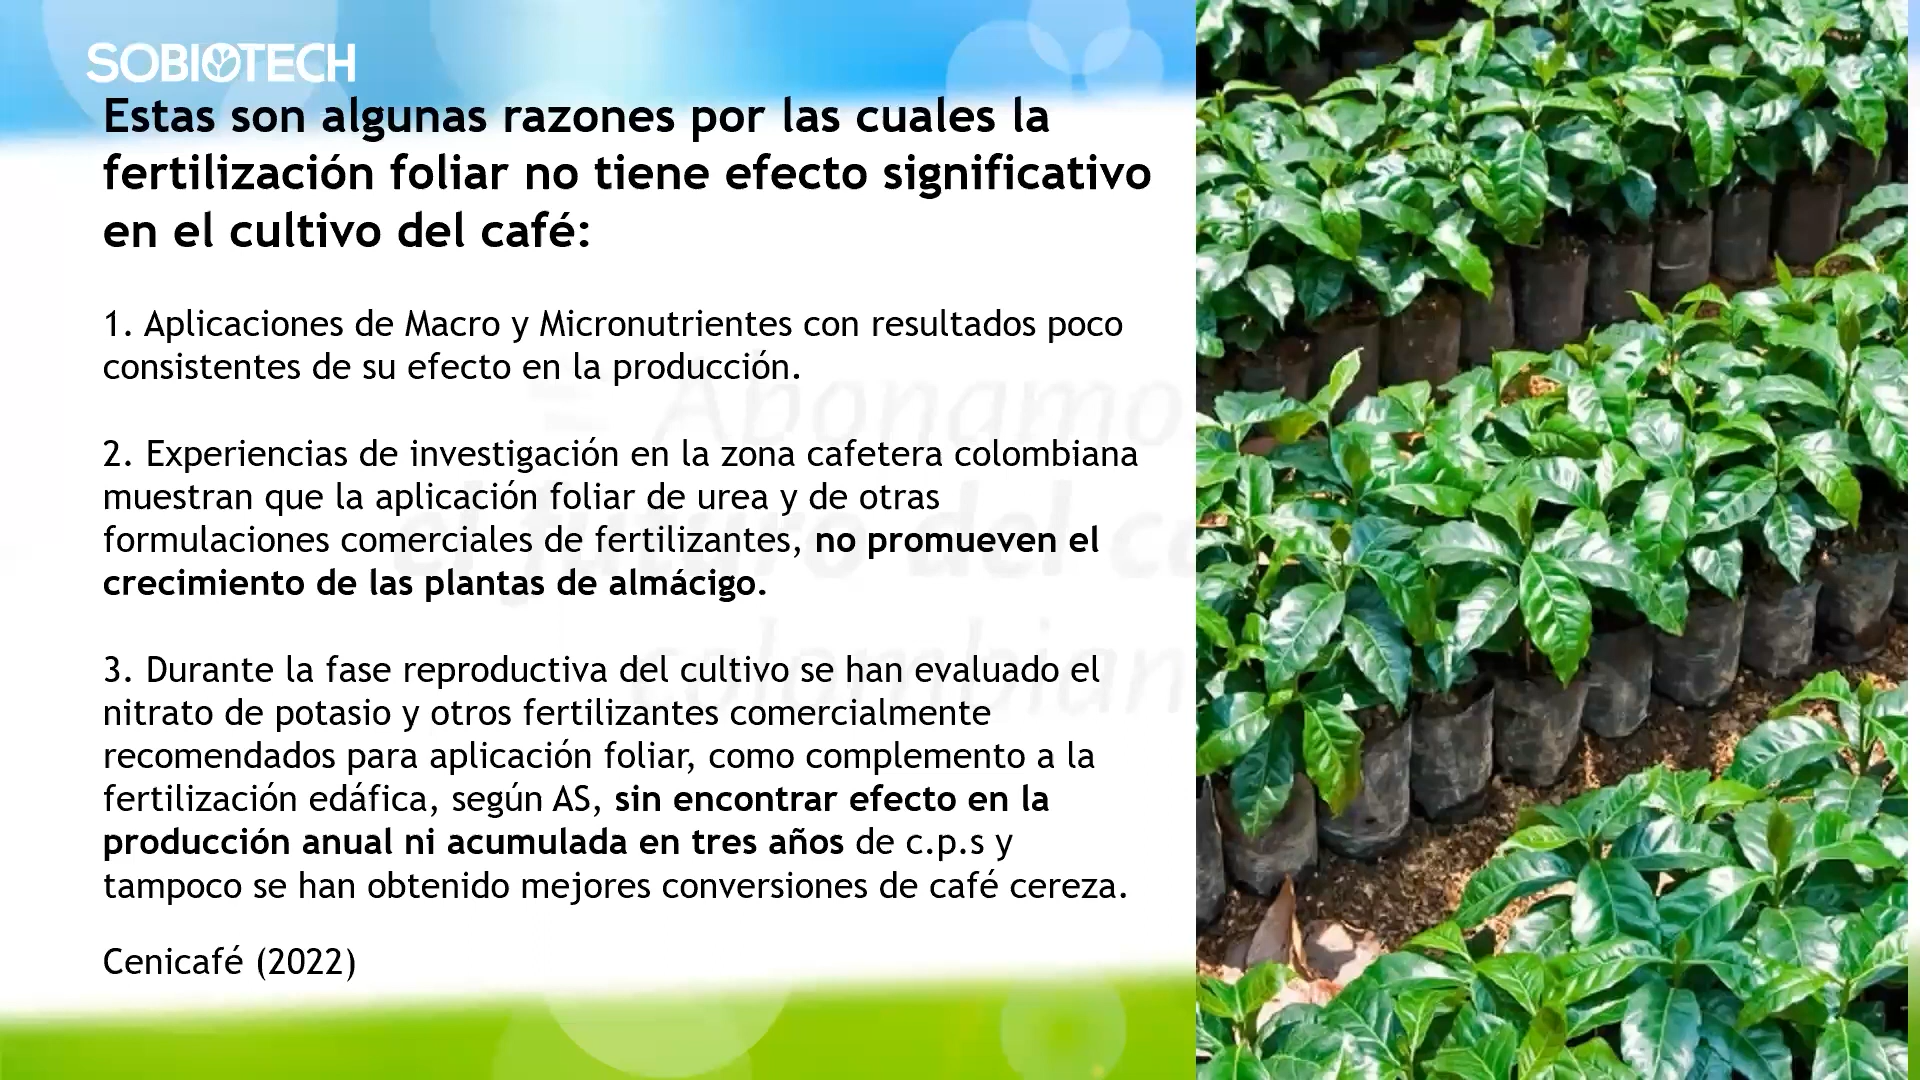 SOBIOTECH
Estas son algunas razones por las cuales la
fertilización foliar no tiene efecto significativo
en el cultivo del café:
1. Aplicaciones de Macro y Micronutrientes con resultados poco
consistentes de su efecto en la producción.
2. Experiencias de investigación en la zona cafetera colombiana
muestran que la aplicación foliar de urea y de otras
formulaciones comerciales de fertilizantes, no promueven el
crecimiento de las plantas de almácigo.
3. Durante la fase reproductiva del cultivo se han evaluado el
nitrato de potasio y otros fertilizantes comercialmente
recomendados para aplicación foliar, como complemento a la
fertilización edáfica, según AS, sin encontrar efecto en la
producción anual ni acumulada en tres años de c.p.s y
tampoco se han obtenido mejores conversiones de café cereza.
Cenicafé (2022)